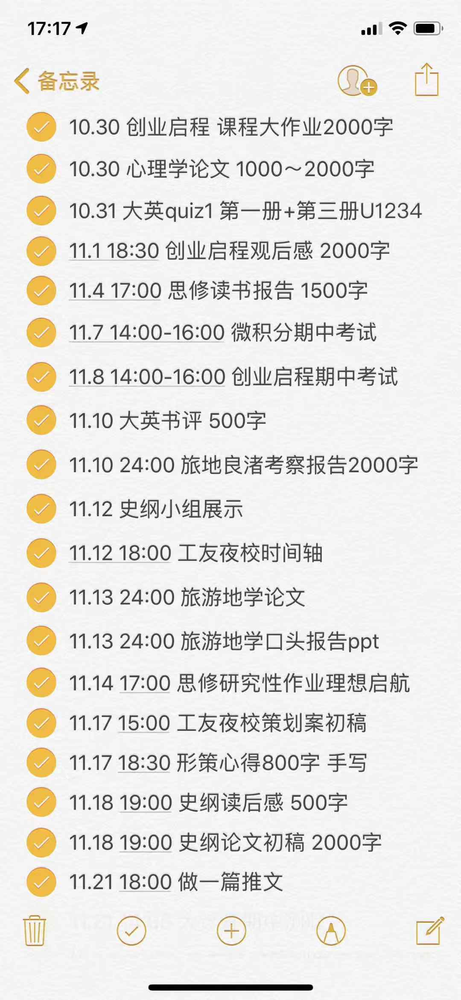 17:17
备忘录
10.30 创业启程 课程大作业2000字
10.30 心理学论文 1000～2000字
10.31 大英quiz1 第一册+第三册U1234
11.1 18:30 创业启程观后感 2000字
11.4 17:00 思修读书报告 1500字
11.7 14:00-16:00 微积分期中考试
11.8 14:00-16:00 创业启程期中考试
11.10 大英书评 500字
11.10 24:00 旅地良渚考察报告2000字
11.12 史纲小组展示
11.12 18:00 工友夜校时间轴
11.13 24:00 旅游地学论文
11.13 24:00 旅游地学口头报告ppt
11.14 17:00 思修研究性作业理想启航
11.17 15:00 工友夜校策划案初稿
11.17 18:30 形策心得800字 手写
11.18 19:00 史纲读后感 500字
11.18 19:00 史纲论文初稿 2000字
11.21 18:00 做一篇推文